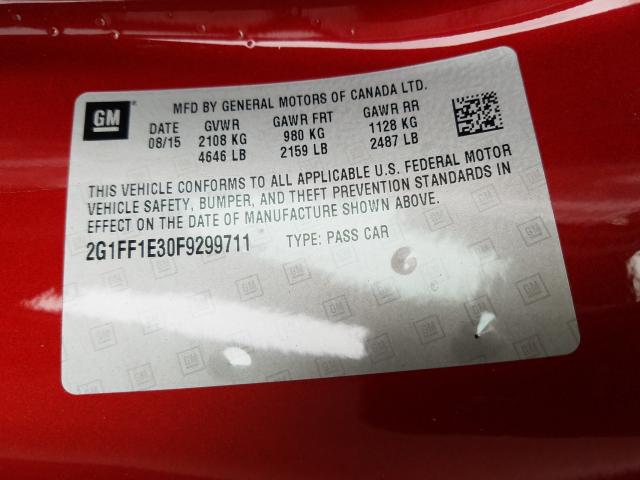 MFD BY GENERAL MOTORS OF CANADA LTD.
GM
DATE GVWR GAWR FRT GAWR RR
08/15 2108 KG 980 KG 1128 KG
4646 LB 2159 LB 2487 LB
THIS VEHICLE CONFORMS TO ALL APPLICABLE U.S. FEDERAL MOTOR
VEHICLE SAFETY, BUMPER, AND THEFT PREVENTION STANDARDS IN
EFFECT ON THE DATE OF MANUFACTURE SHOWN ABOVE.
2G1FF1E30F9299711 TYPE: PASS CAR